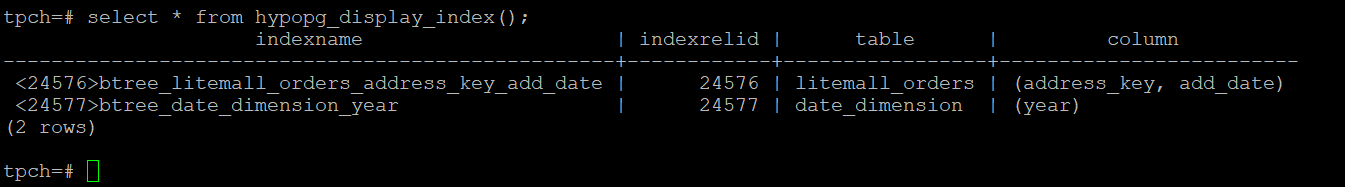 tpch=# select * from hypopg_display_index();
indexname | indexrelid | table | column
--------------------------------------------------+------------+-----------------+--------------------------
<24576>btree_litemall_orders_address_key_add_date | 24576 | litemall_orders | (address_key, add_date)
<24577>btree_date_dimension_year | 24577 | date_dimension | (year)
(2 rows)
tpch=#